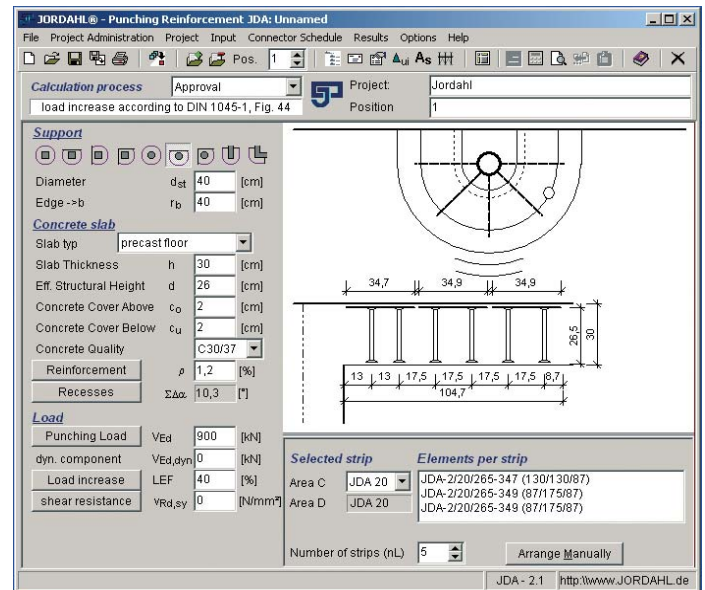 JORDAHL® - Punching Reinforcement JDA: Unnamed
File Project Administration Project Input Connector Schedule Results Options Help
Pos. 1
Calculation process Approval
load increase according to DIN 1045-1, Fig. 44
Project: Jordahl
Position 1
Support
Diameter dst 40 [cm]
Edge ->b rb 40 [cm]
Concrete slab
Slab typ precast floor
Slab Thickness h 30 [cm]
Eff. Structural Height d 26 [cm]
Concrete Cover Above co 2 [cm]
Concrete Cover Below cu 2 [cm]
Concrete Quality C30/37
Reinforcement ρ 1,2 [%]
Recesses ΣΔα 10,3 [°]
Load
Punching Load VEd 900 [kN]
dyn. component VEd,dyn 0 [kN]
Load increase LEF 40 [%]
shear resistance vRd,sy 0 [N/mm²]
34,7 34,9 34,9
26,5 30
13 13 17,5 17,5 17,5 17,5 8,7
104,7
Selected strip
Area C JDA 20
Area D JDA 20
Elements per strip
JDA-2/20/265-347 (130/130/87)
JDA-2/20/265-349 (87/175/87)
JDA-2/20/265-349 (87/175/87)
Number of strips (nL) 5
Arrange Manually
JDA - 2.1 http:\\www.JORDAHL.de